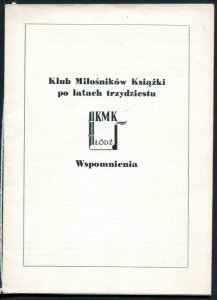 Klub Miłośników Książki
po latach trzydziestu
KMK
ŁÓDŹ
Wspomnienia